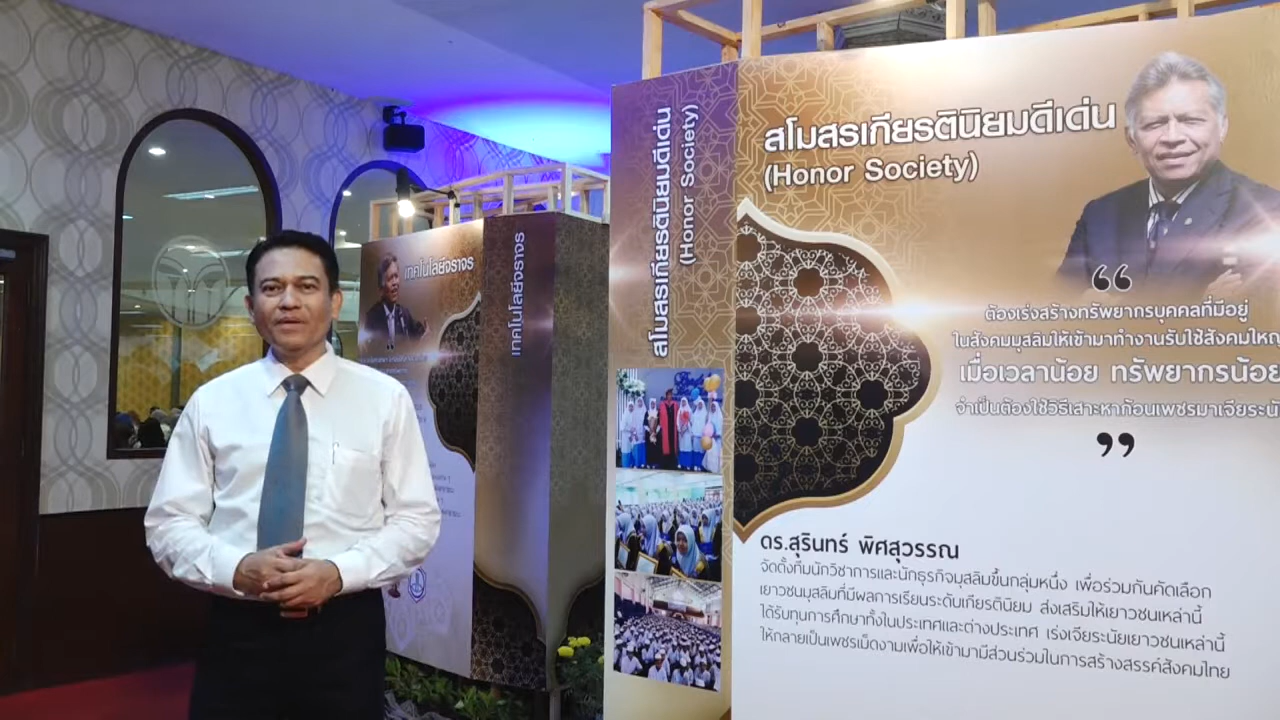 สโมสรเกียรตินิยมดีเด่น
(Honor Society)
สโมสรเกียรตินิยมดีเด่น
(Honor Society)
“
ต้องเร่งสร้างทรัพยากรบุคคลที่มีอยู่
ในสังคมมุสลิมให้เข้ามาทำงานรับใช้สังคมใหญ่
เมื่อเวลาน้อย ทรัพยากรน้อย
จำเป็นต้องใช้วิธีเสาะหาก้อนเพชรมาเจียระนัย
”
ดร.สุรินทร์ พิศสุวรรณ
จัดตั้งทีมนักวิชาการและนักธุรกิจมุสลิมขึ้นกลุ่มหนึ่ง เพื่อร่วมกันคัดเลือก
เยาวชนมุสลิมที่มีผลการเรียนระดับเกียรตินิยม ส่งเสริมให้เยาวชนเหล่านี้
ได้รับทุนการศึกษาทั้งในประเทศและต่างประเทศ เร่งเจียระนัยเยาวชนเหล่านี้
ให้กลายเป็นเพชรเม็ดงามเพื่อให้เข้ามามีส่วนร่วมในการสร้างสรรค์สังคมไทย
เทคโนโลยีจราจร
เทคโนโลยีจราจร